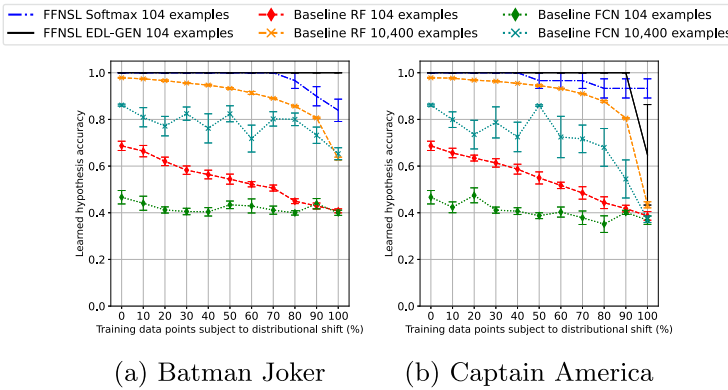 FFNSL Softmax 104 examples
FFNSL EDL-GEN 104 examples
Baseline RF 104 examples
Baseline RF 10,400 examples
Baseline FCN 104 examples
Baseline FCN 10,400 examples
Learned hypothesis accuracy
1.0
0.8
0.6
0.4
0.2
0.0
0 10 20 30 40 50 60 70 80 90 100
Training data points subject to distributional shift (%)
(a) Batman Joker
Learned hypothesis accuracy
1.0
0.8
0.6
0.4
0.2
0.0
0 10 20 30 40 50 60 70 80 90 100
Training data points subject to distributional shift (%)
(b) Captain America